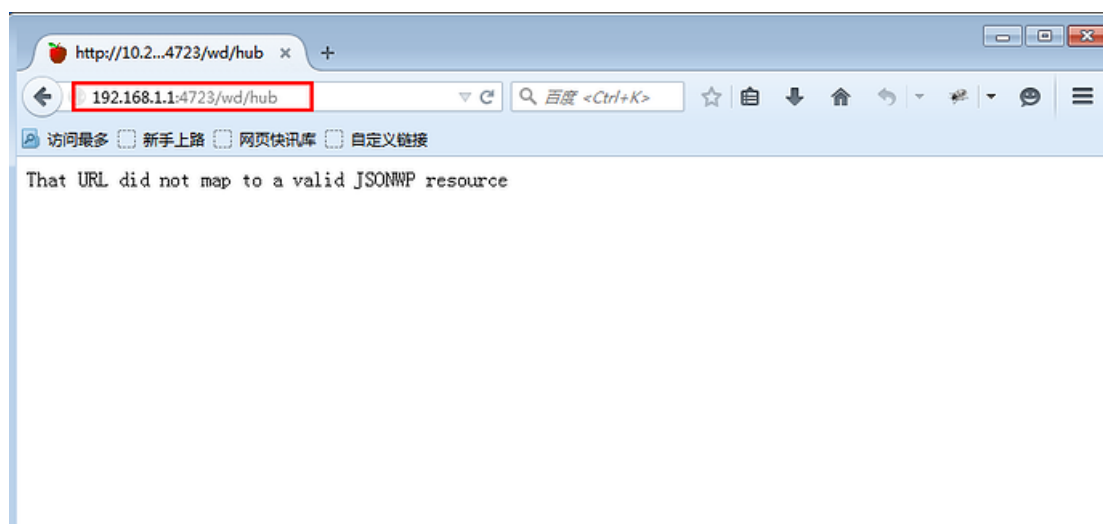 http://10.2...4723/wd/hub
192.168.1.1:4723/wd/hub
百度 <Ctrl+K>
访问最多 新手上路 网页快讯库 自定义链接
That URL did not map to a valid JSONWP resource